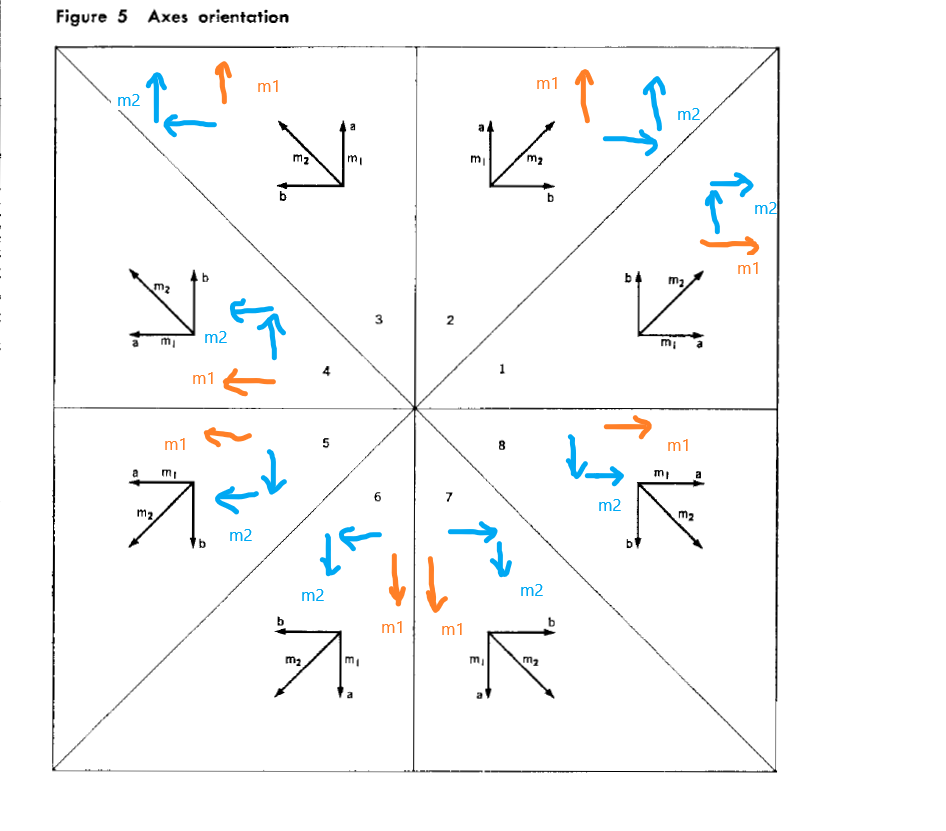 Figure 5 Axes orientation
m1 m1
m2 m2
a a
m2 m1 m1 m2
b b
m2
m1
b b
m2 m2
a m1 m2 m1 a
3 2
m1 4 1
5 8
m1 m1
a m1 m1 a
6 7 m2
m2 m2
m2 b b
m2 m2
b m1 m1 b
m2 m1 m1 m2
a a